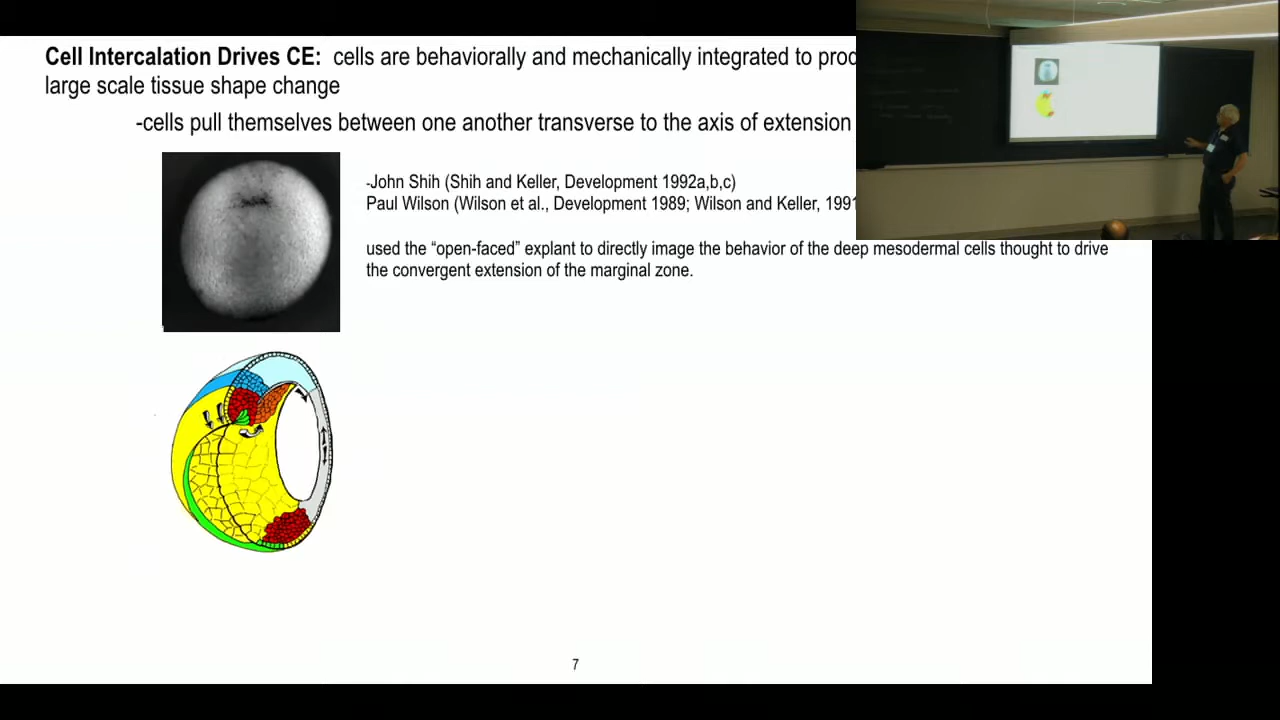 Cell Intercalation Drives CE:  cells are behaviorally and mechanically integrated to proc
large scale tissue shape change
-cells pull themselves between one another transverse to the axis of extension
-John Shih (Shih and Keller, Development 1992a,b,c)
Paul Wilson (Wilson et al., Development 1989; Wilson and Keller, 1991
used the “open-faced” explant to directly image the behavior of the deep mesodermal cells thought to drive
the convergent extension of the marginal zone.
7